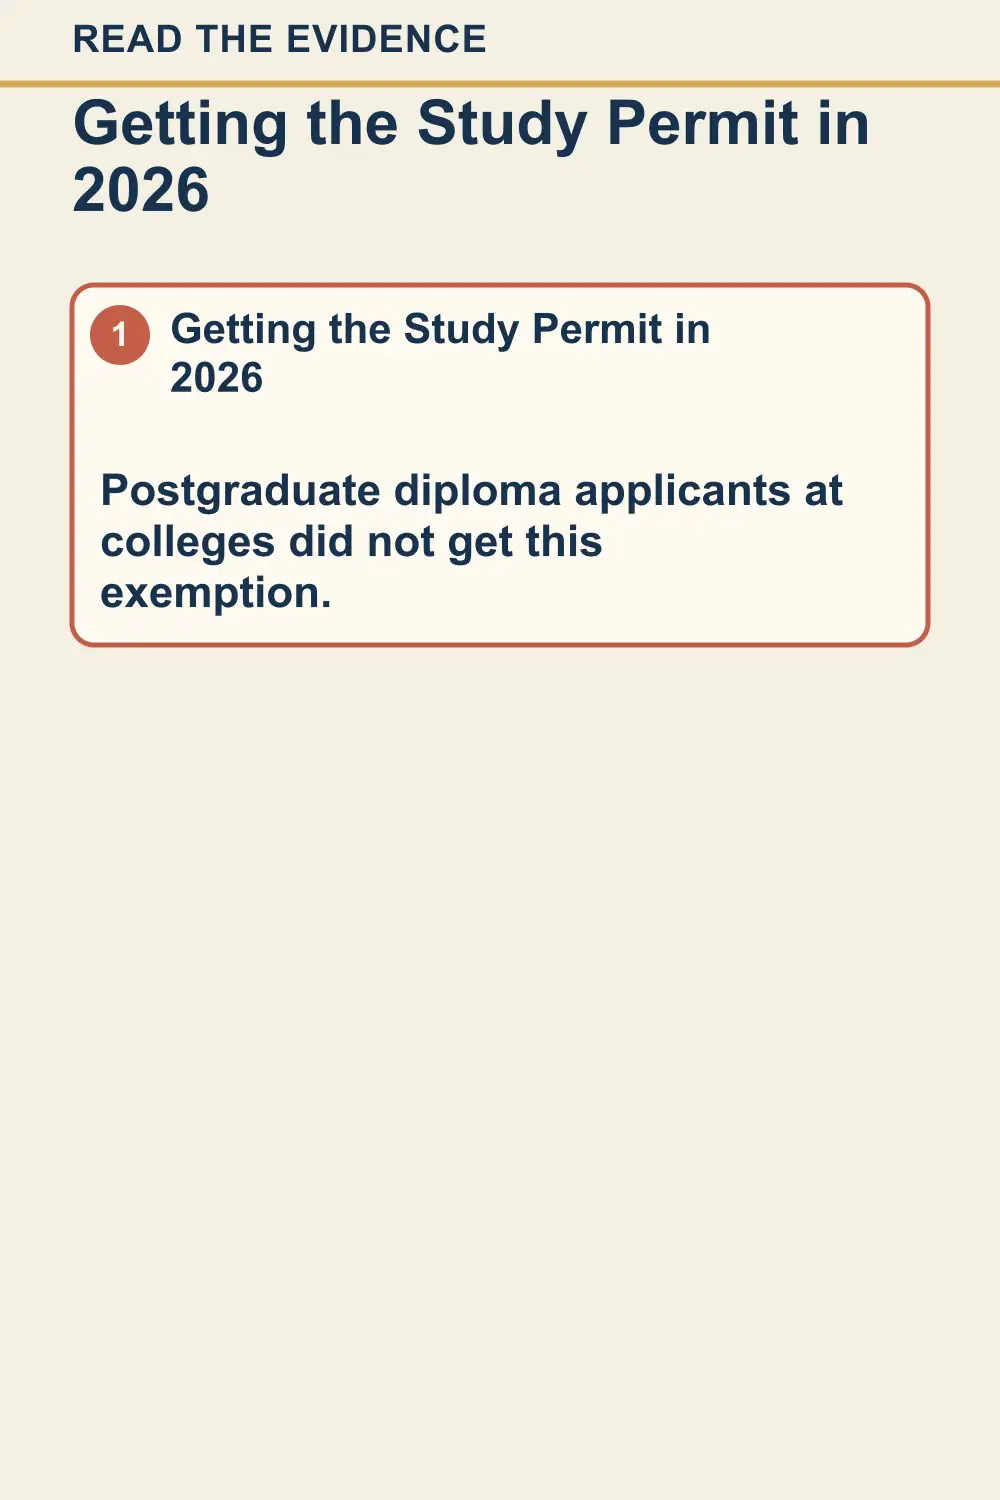 READ THE EVIDENCE
Getting the Study Permit in
2026
1
Getting the Study Permit in
2026
Postgraduate diploma applicants at
colleges did not get this
exemption.